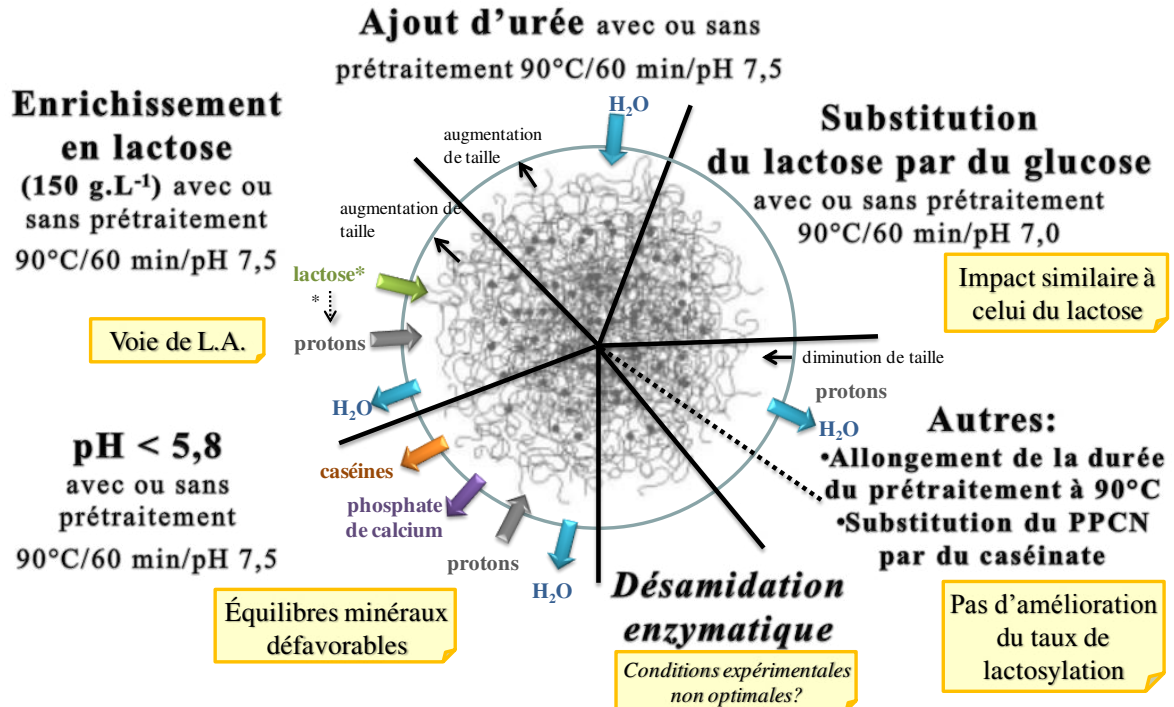 Ajout d'urée avec ou sans
prétraitement 90°C/60 min/pH 7,5
Enrichissement
en lactose
(150 g.L-1) avec ou
sans prétraitement
90°C/60 min/pH 7,5
Voie de L.A.
H2O
augmentation
de taille
augmentation de
taille
lactose*
*
protons
H2O
Substitution
du lactose par du glucose
avec ou sans prétraitement
90°C/60 min/pH 7,0
Impact similaire à
celui du lactose
diminution de taille
protons
H2O
Autres:
•Allongement de la durée
du prétraitement à 90°C
•Substitution du PPCN
par du caséinate
Pas d'amélioration
du taux de
lactosylation
pH < 5,8
avec ou sans
prétraitement
90°C/60 min/pH 7,5
Équilibres minéraux
défavorables
caséines
phosphate
de calcium
protons
H2O
Désamidation
enzymatique
Conditions expérimentales
non optimales?